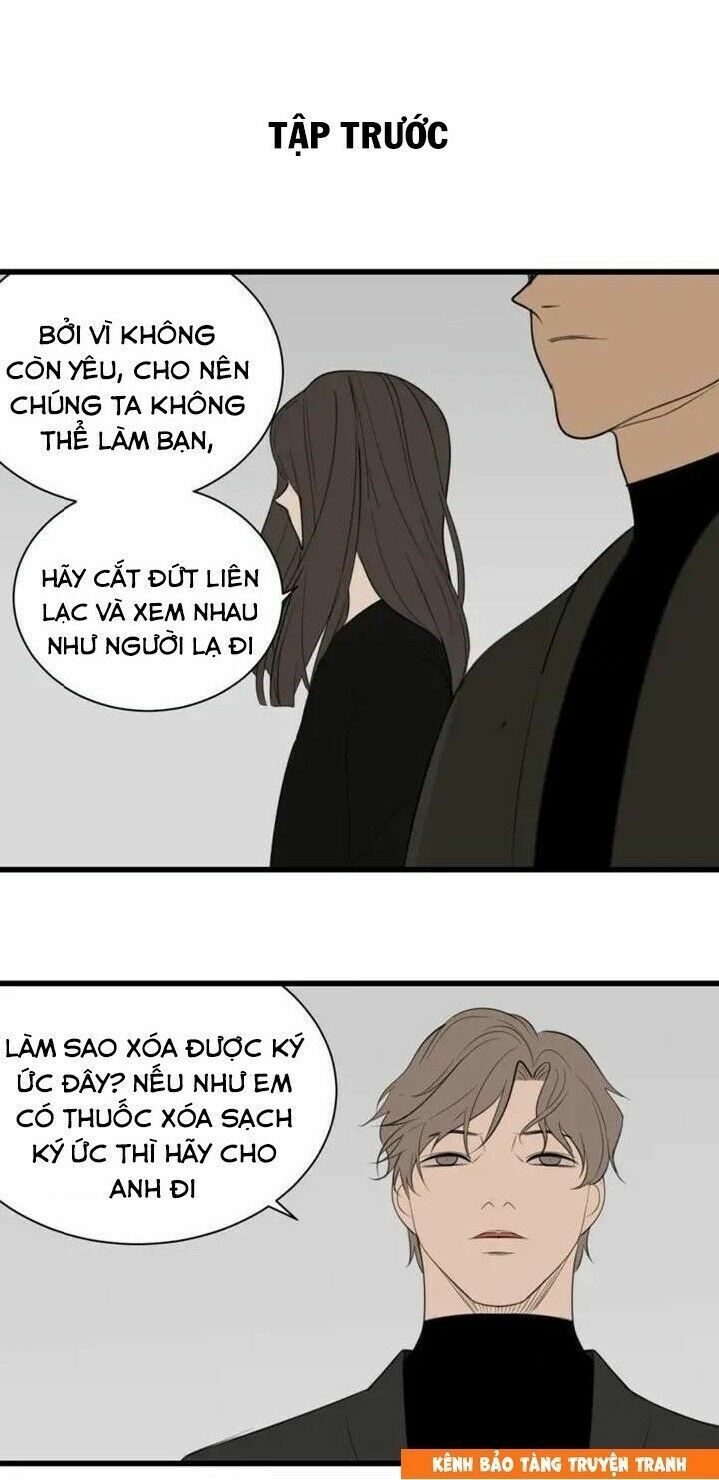 TẬP TRƯỚC
BỞI VÌ KHÔNG
CÒN YÊU, CHO NÊN
CHÚNG TA KHÔNG
THỂ LÀM BẠN,
HÃY CẮT ĐỨT LIÊN
LẠC VÀ XEM NHAU
NHƯ NGƯỜI LẠ ĐI
LÀM SAO XÓA ĐƯỢC KÝ
ỨC ĐÂY? NẾU NHƯ EM
CÓ THUỐC XÓA SẠCH
KÝ ỨC THÌ HÃY CHO
ANH ĐI
KÊNH BẢO TÀNG TRUYỆN TRANH